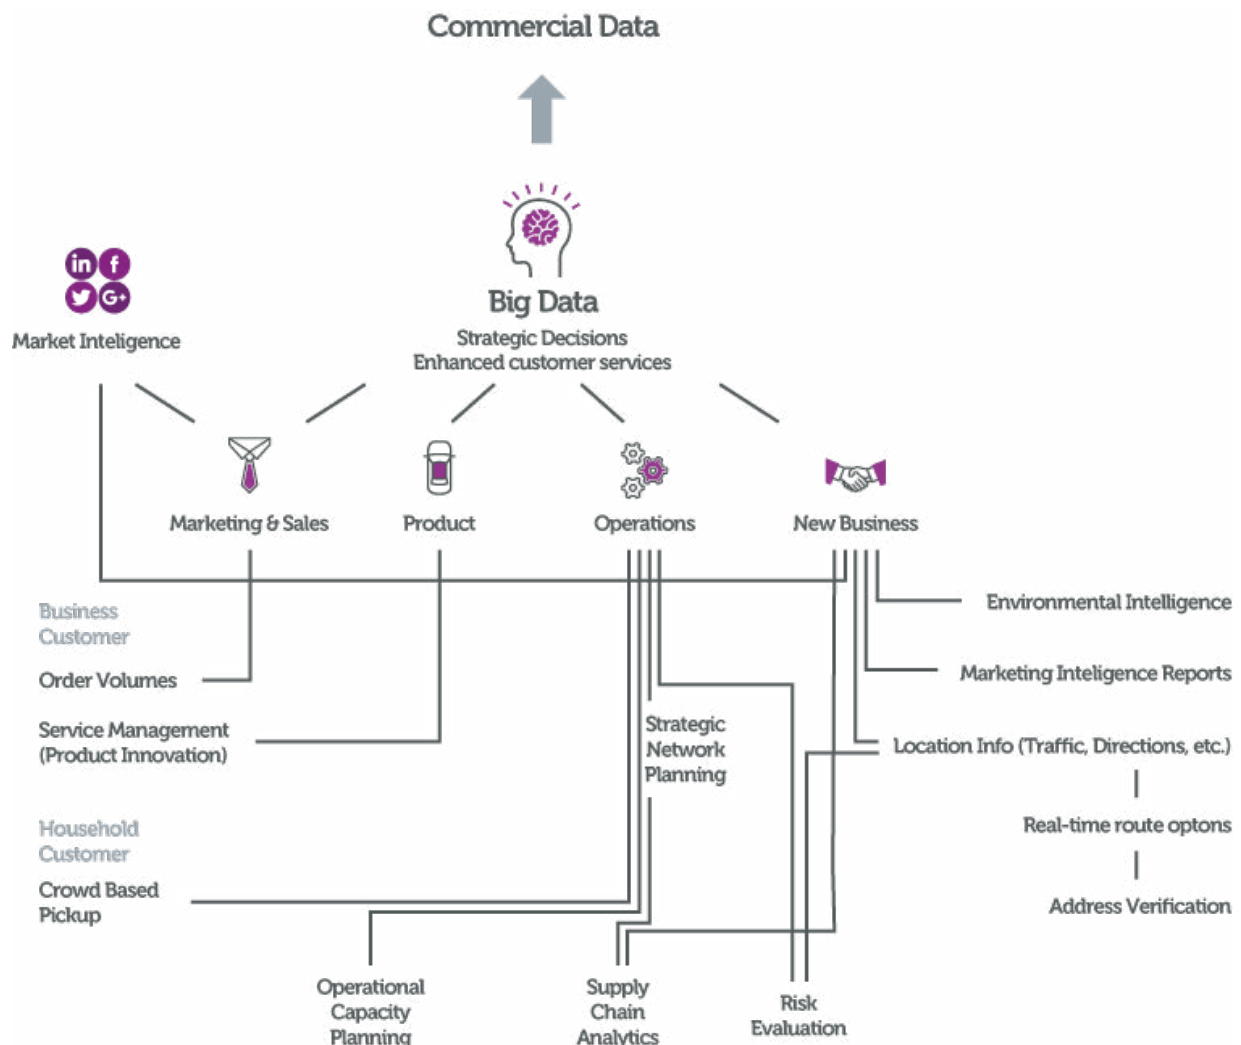 Commercial Data
in f
G+
Big Data
Strategic Decisions
Enhanced customer services
Market Inteligence
Marketing & Sales
Product
Operations
New Business
Business
Customer
Order Volumes
Service Management
(Product Innovation)
Household
Customer
Crowd Based
Pickup
Strategic
Network
Planning
Environmental Intelligence
Marketing Inteligence Reports
Location Info (Traffic, Directions, etc.)
Real-time route optons
Address Verification
Operational
Capacity
Planning
Supply
Chain
Analytics
Risk
Evaluation